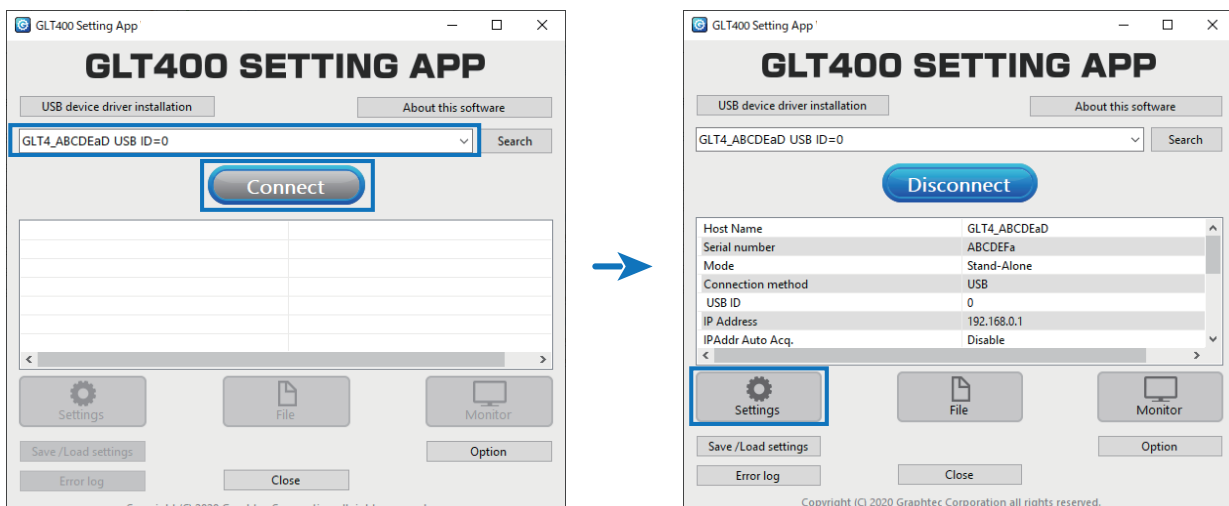 GLT400 Setting App
GLT400 SETTING APP
USB device driver installation
About this software
GLT4_ABCDEaD USB ID=0
Search
Connect
Settings
File
Monitor
Save /Load settings
Option
Error log
Close
GLT400 Setting App
GLT400 SETTING APP
USB device driver installation
About this software
GLT4_ABCDEaD USB ID=0
Search
Disconnect
Host Name GLT4_ABCDEaD
Serial number ABCDEFa
Mode Stand-Alone
Connection method USB
USB ID 0
IP Address 192.168.0.1
IPAddr Auto Acq. Disable
Settings
File
Monitor
Save /Load settings
Option
Error log
Close
Copyright (C) 2020 Graphtec Corporation all rights reserved.